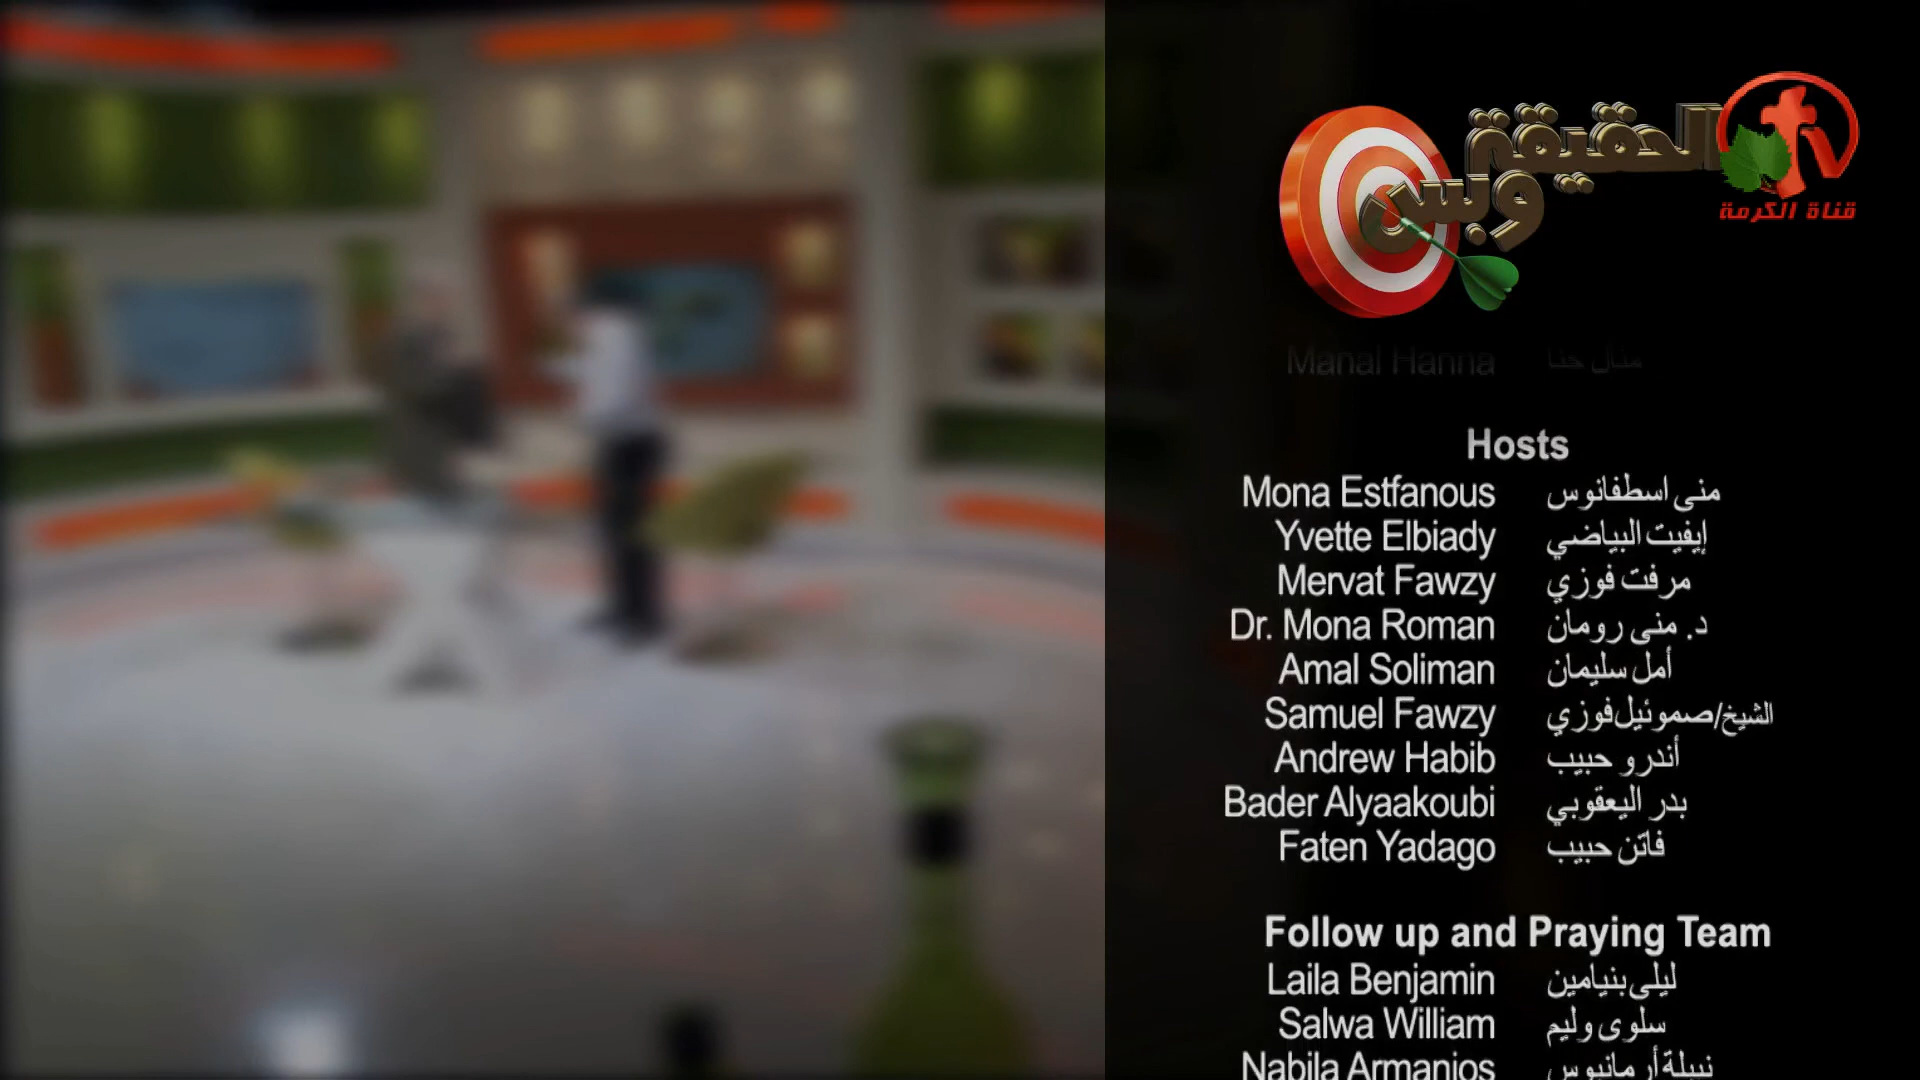 الحقيقة
وبس
tv
قناة الكرمة
Manal Hanna منال حنا
Hosts
Mona Estfanous منى اسطفانوس
Yvette Elbiady إيفيت البياضي
Mervat Fawzy مرفت فوزي
Dr. Mona Roman د. منى رومان
Amal Soliman أمل سليمان
Samuel Fawzy الشيخ/صموئيل فوزي
Andrew Habib أندرو حبيب
Bader Alyaakoubi بدر اليعقوبي
Faten Yadago فاتن حبيب
Follow up and Praying Team
Laila Benjamin ليلى بنيامين
Salwa William سلوى وليم
Nabila Armanios نبيلة أرمانيوس